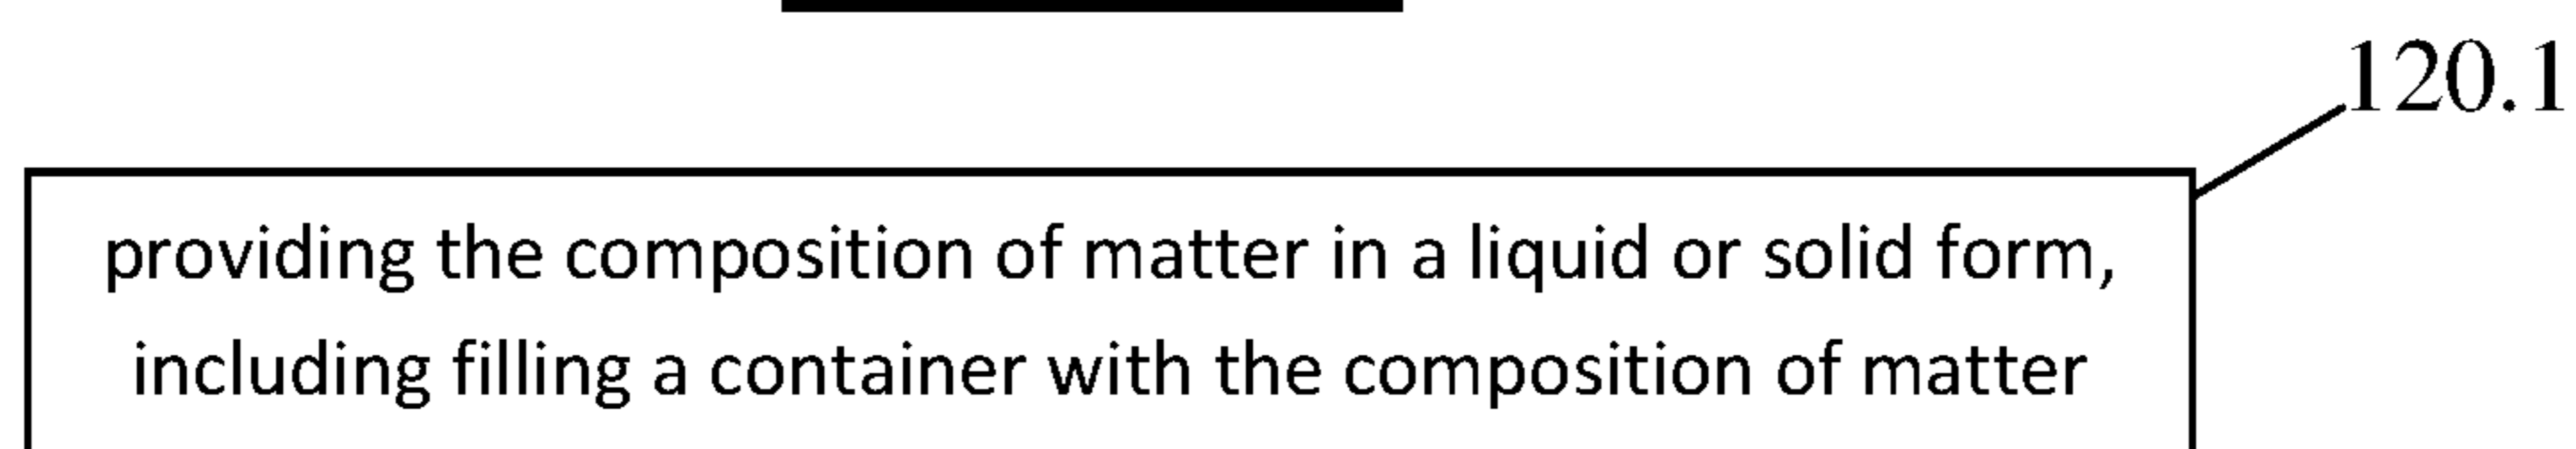 120.1
providing the composition of matter in a liquid or solid form,
including filling a container with the composition of matter